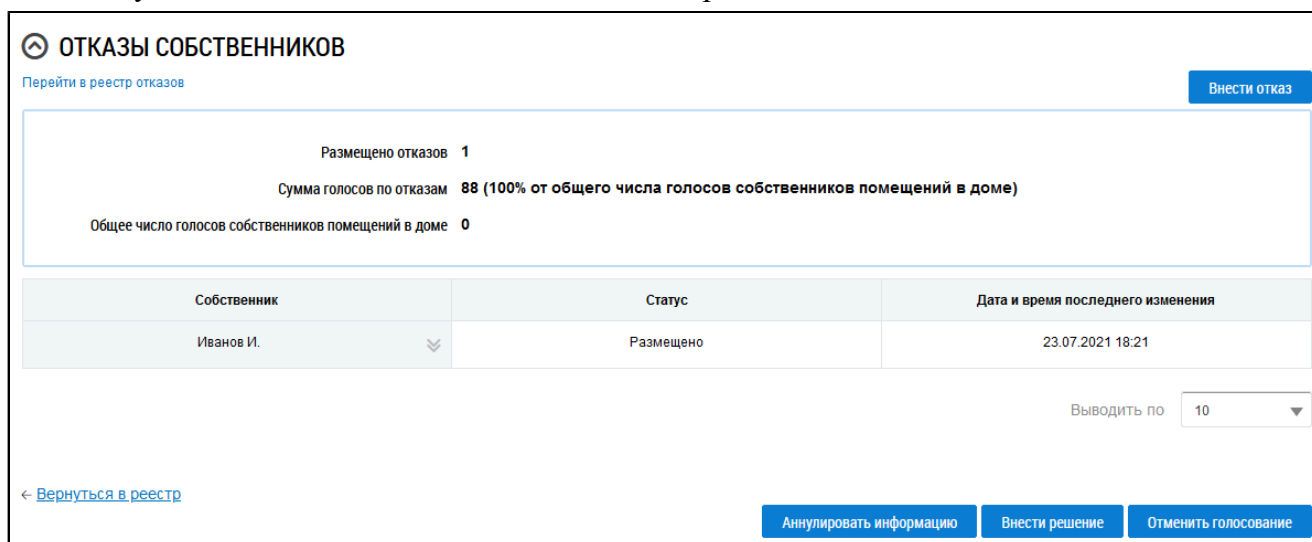 ОТКАЗЫ СОБСТВЕННИКОВ
Перейти в реестр отказов
Внести отказ
Размещено отказов 1
Сумма голосов по отказам 88 (100% от общего числа голосов собственников помещений в доме)
Общее число голосов собственников помещений в доме 0
Собственник Статус Дата и время последнего изменения
Иванов И. Размещено 23.07.2021 18:21
Выводить по 10
← Вернуться в реестр
Аннулировать информацию Внести решение Отменить голосование